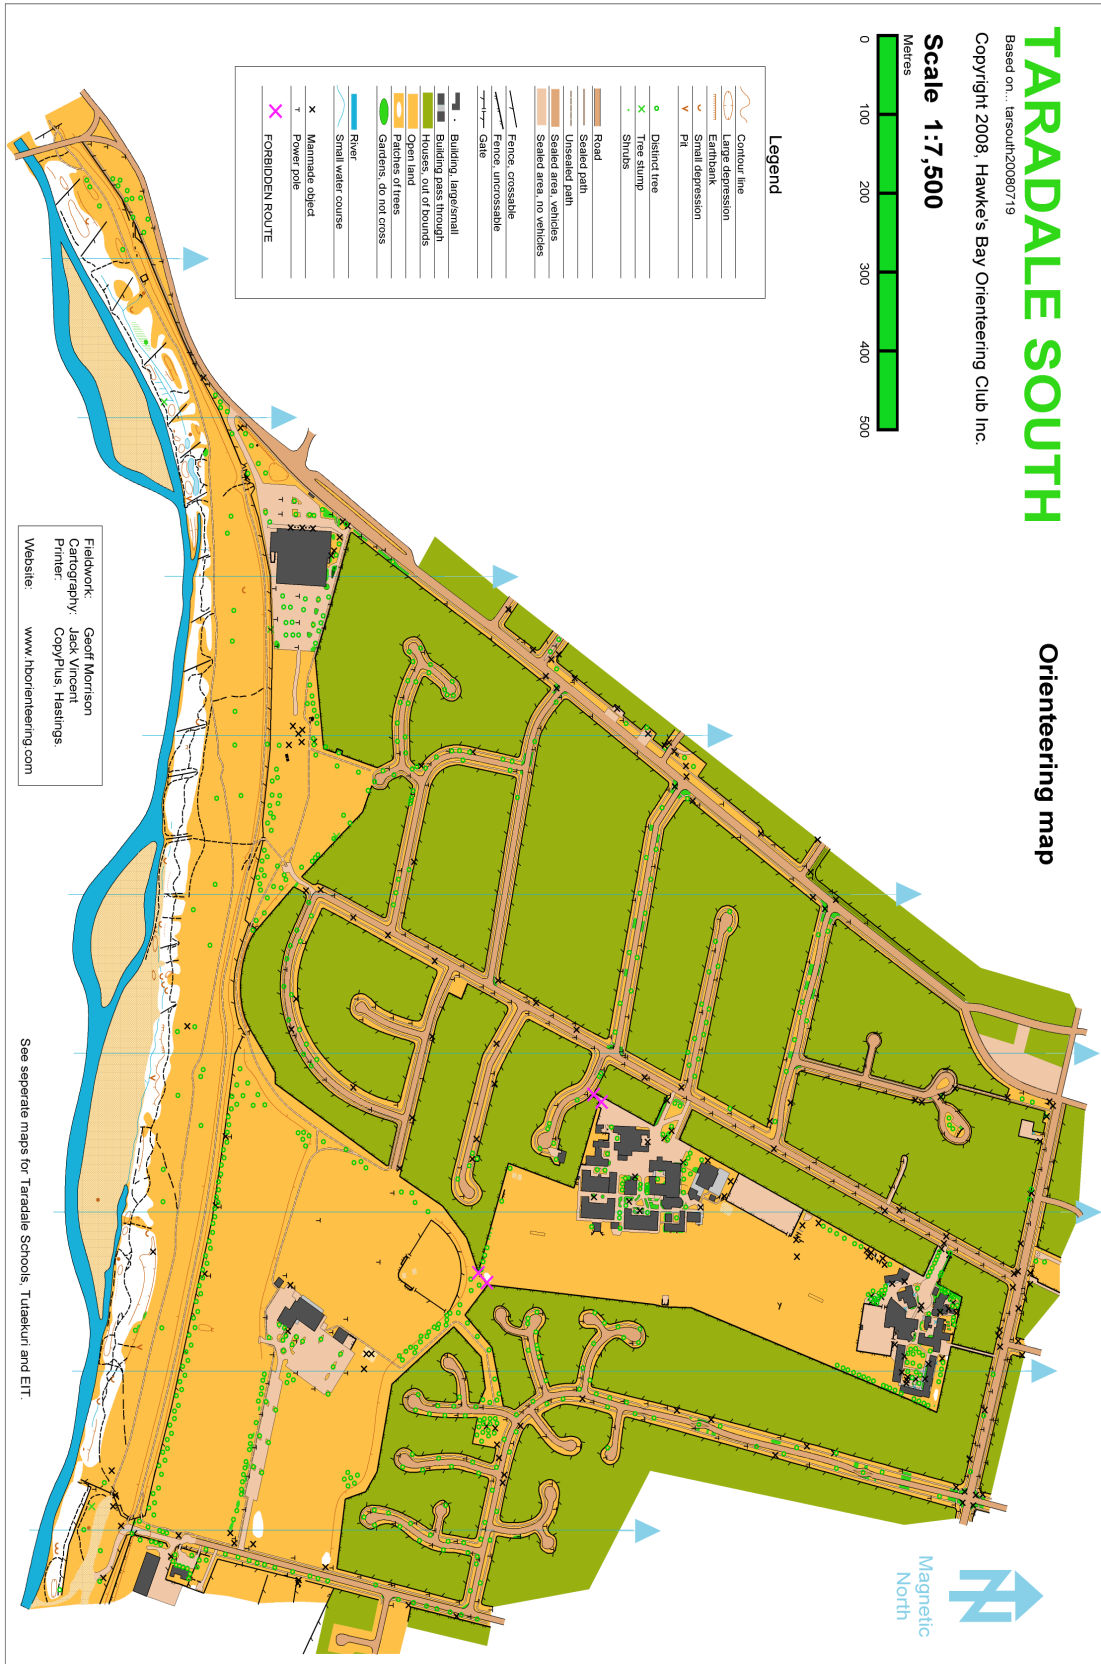 TARADALE SOUTH
Based on... tarsouth20080719
Copyright 2008, Hawke's Bay Orienteering Club Inc.
Scale 1:7,500
Metres
0 100 200 300 400 500
Orienteering map
Legend
Contour line
Large depression
Earthbank
Small depression
Pit
Distinct tree
Tree stump
Shrubs
Road
Sealed path
Unsealed path
Sealed area, vehicles
Sealed area, no vehicles
Fence, crossable
Fence, uncrossable
Gate
Building, large/small
Building pass through
Houses, out of bounds
Open land
Patches of trees
Gardens, do not cross
River
Small water course
Manmade object
Power pole
FORBIDDEN ROUTE
Fieldwork: Geoff Morrison
Cartography: Jack Vincent
Printer: CopyPlus, Hastings.
Website: www.hborienteering.com
See seperate maps for Taradale Schools, Tutaekuri and EIT.
N
Magnetic
North